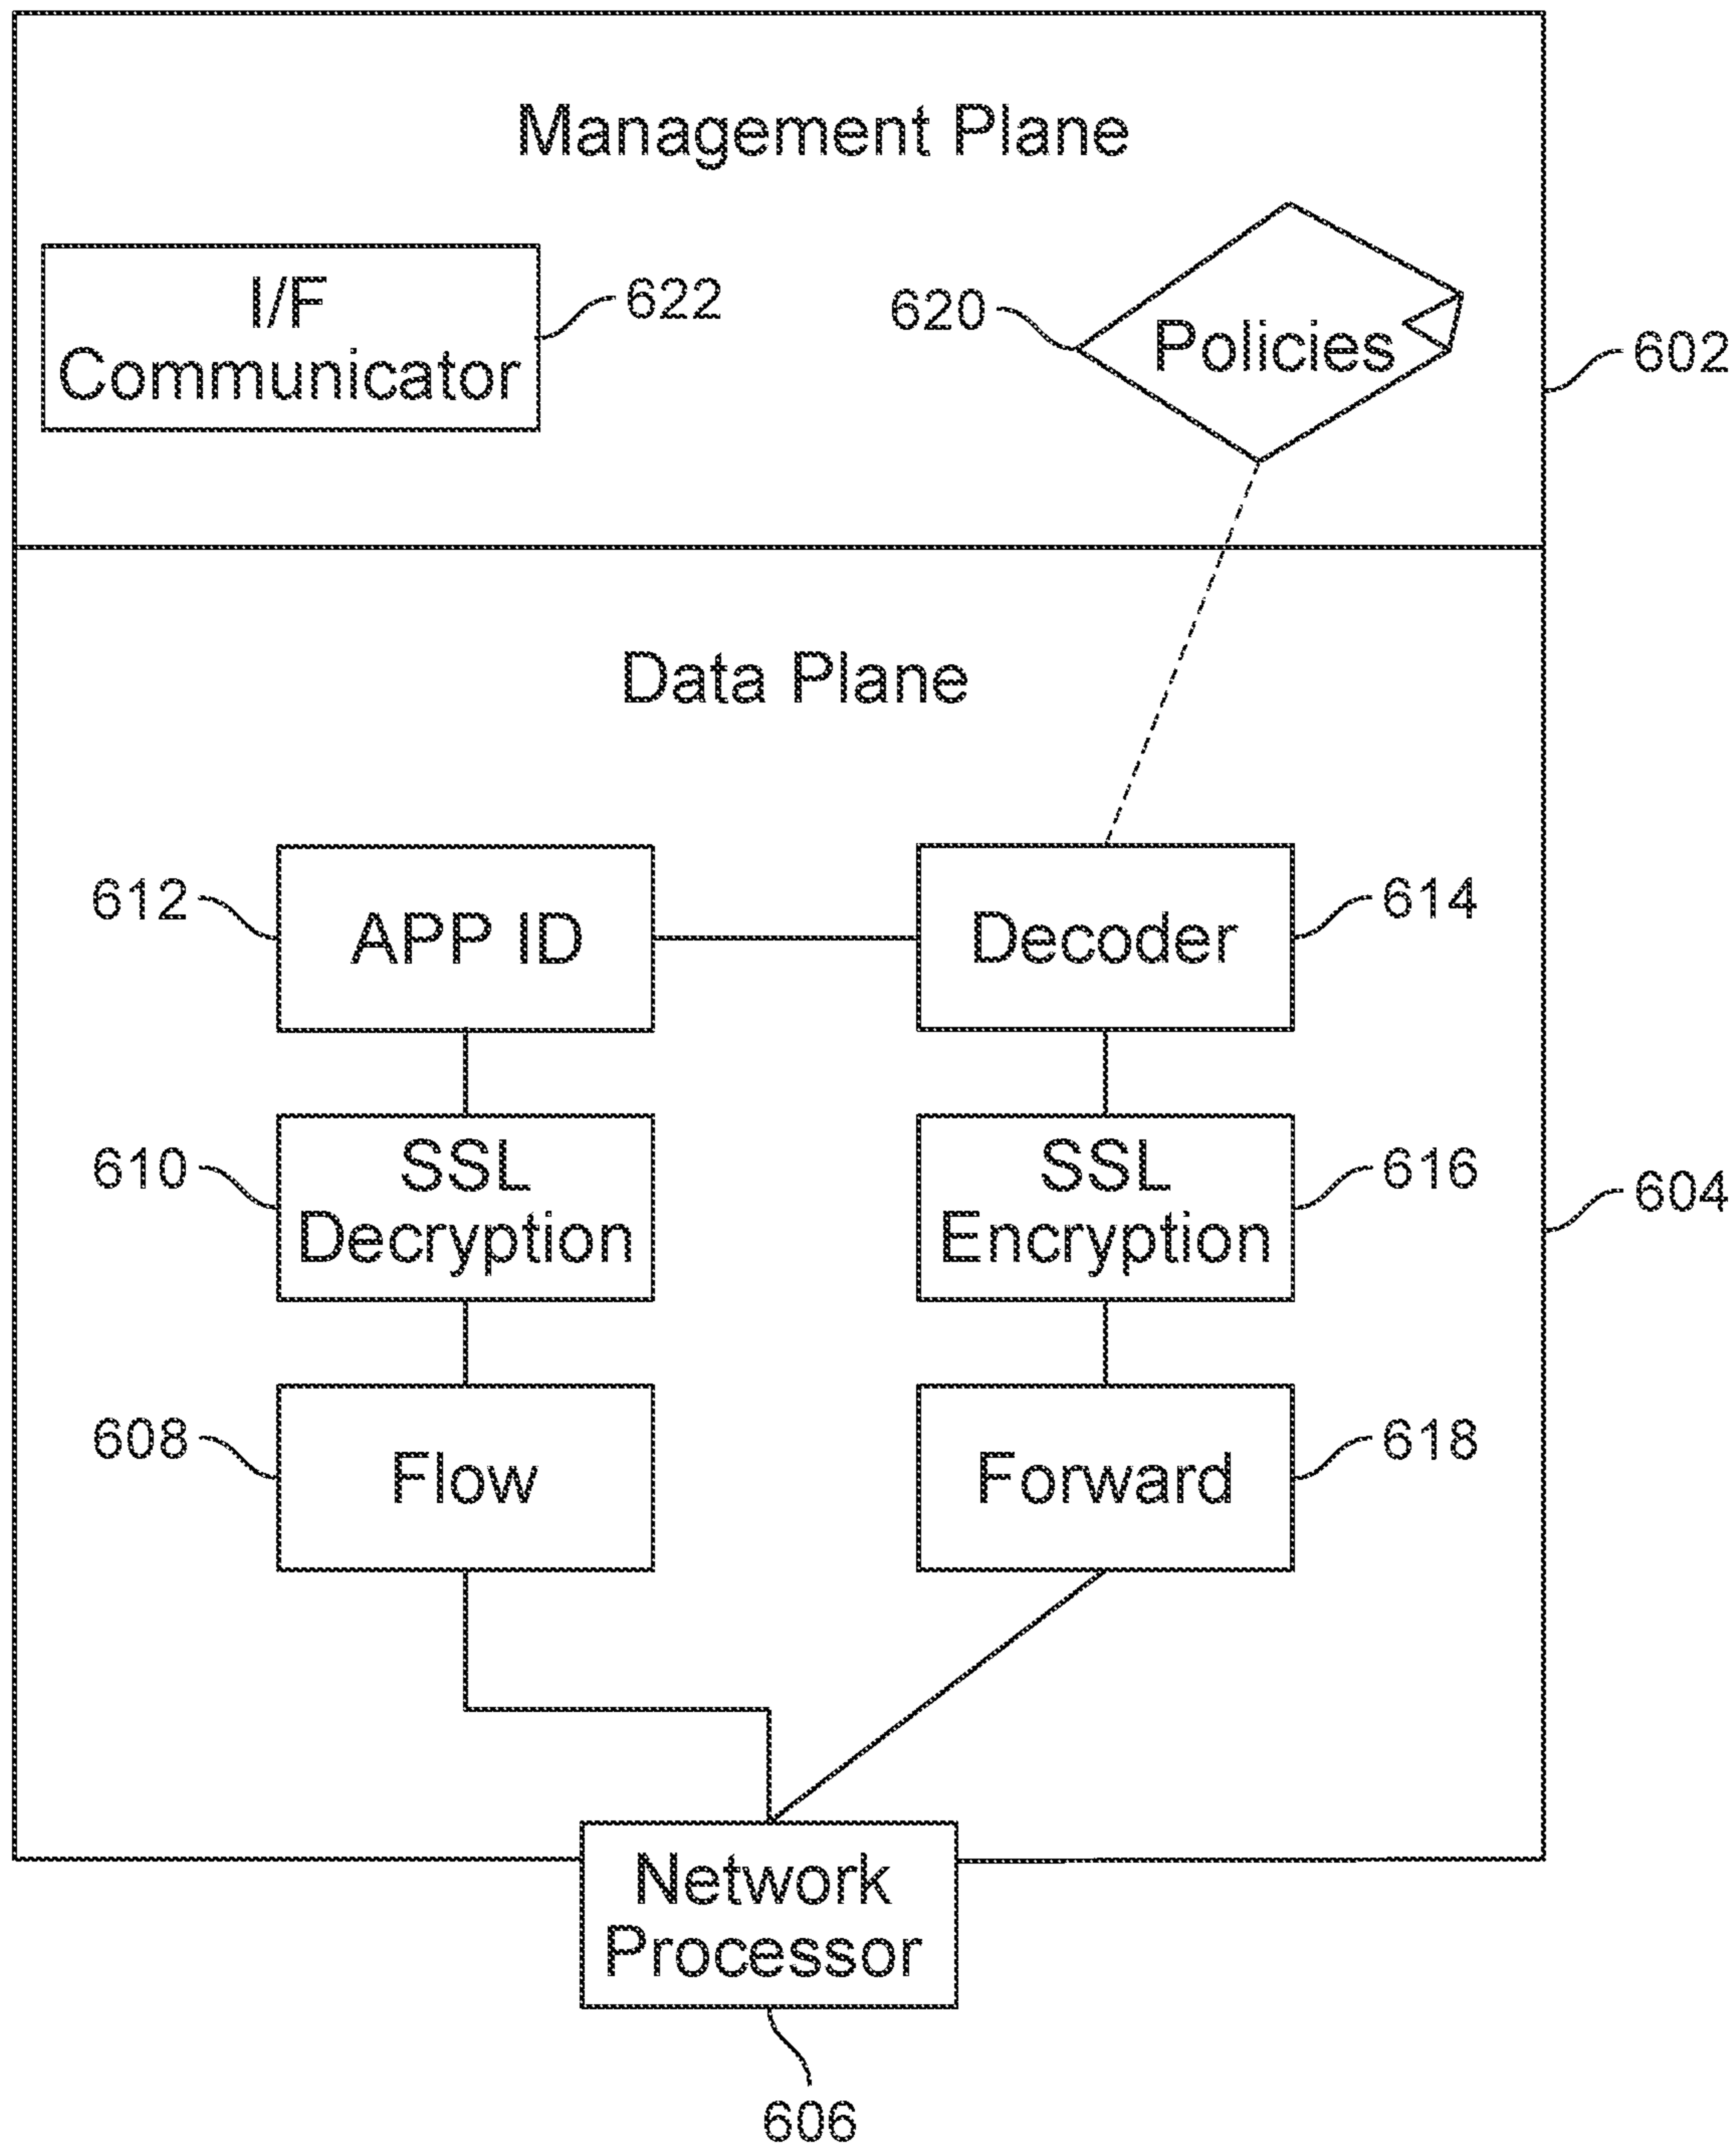 Management Plane
I/F
Communicator
622
620
Policies
602
Data Plane
612
APP ID
Decoder
614
610
SSL
Decryption
SSL
Encryption
616
604
608
Flow
Forward
618
Network
Processor
606